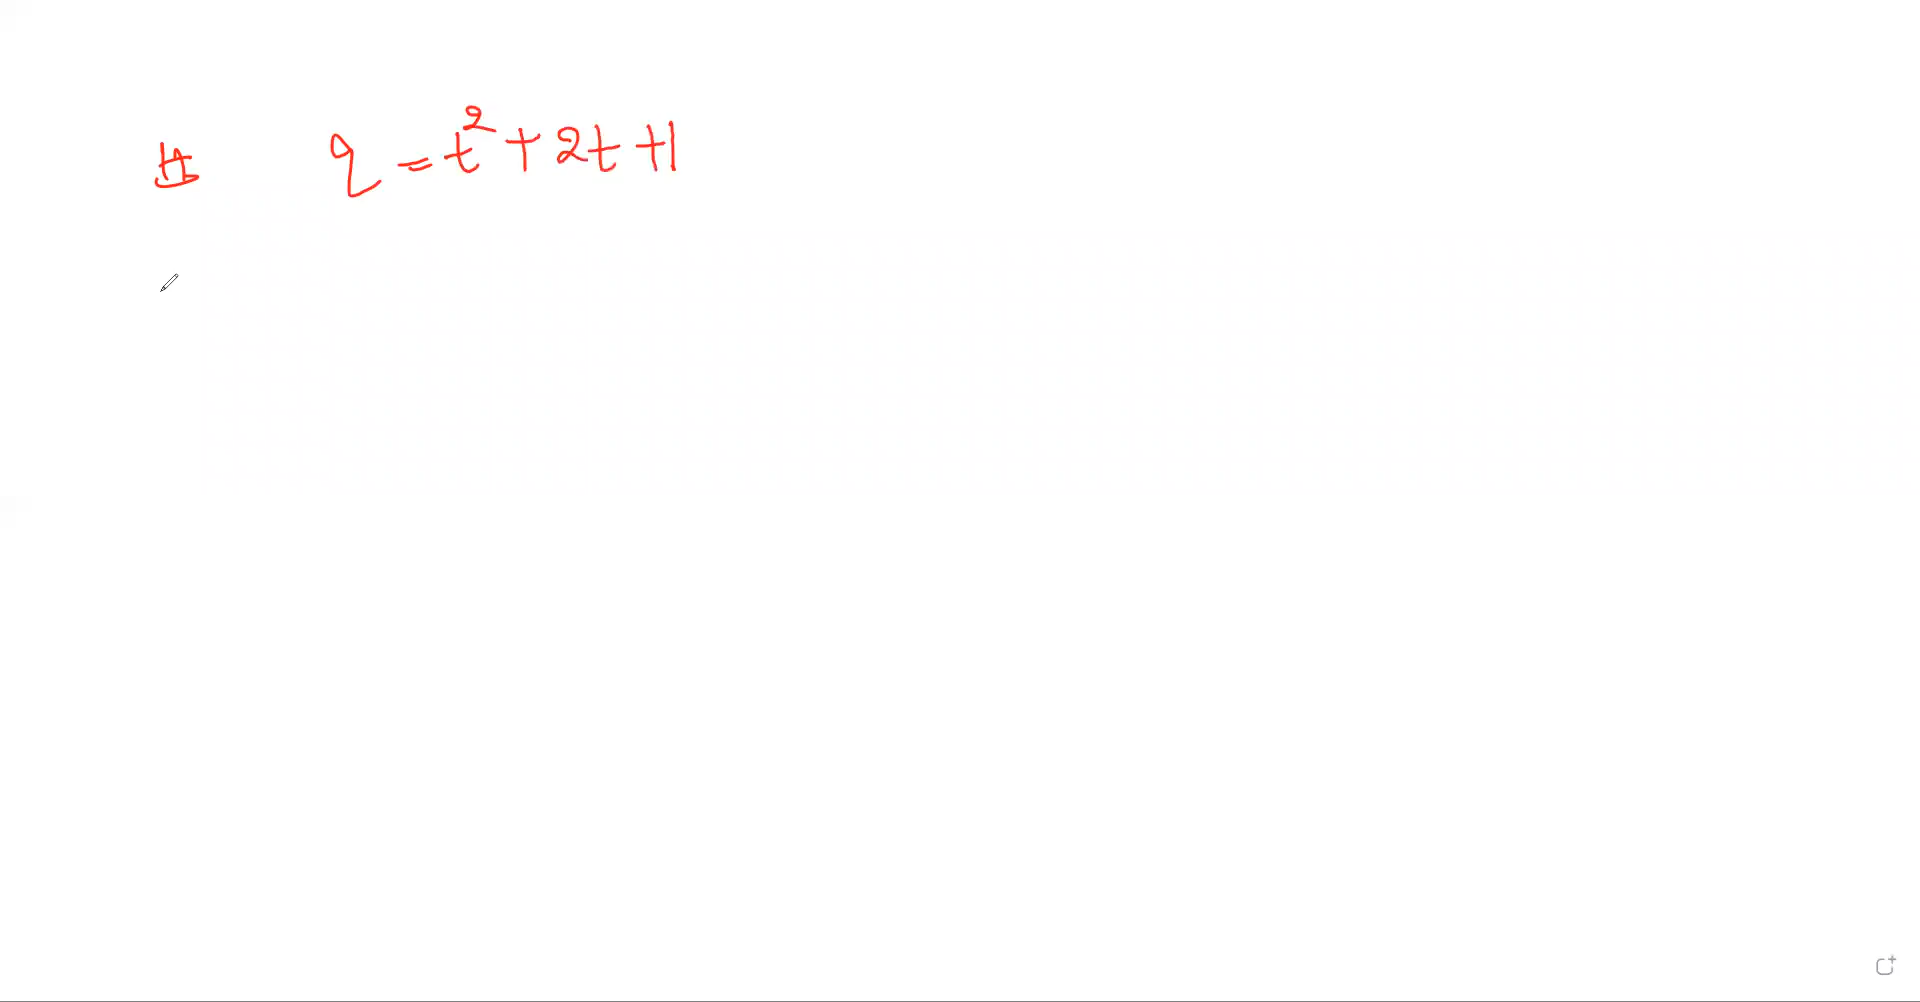 # q = t² + 2t + 1